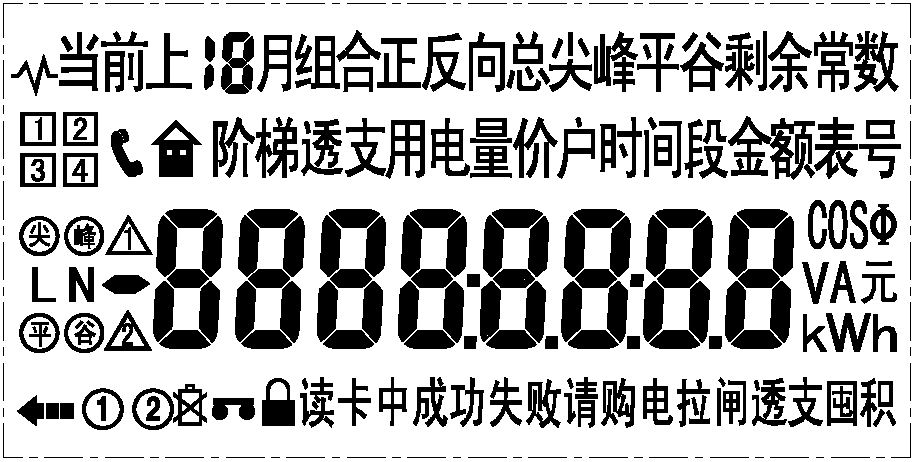 当前上18月组合正反向总尖峰平谷剩余常数
1 2
3 4
阶梯透支用电量价户时间段金额表号
尖 峰 1
L N
平 谷 2
88888888
COSΦ
VA元
kWh
① ② 读卡中成功失败请购电拉闸透支囤积